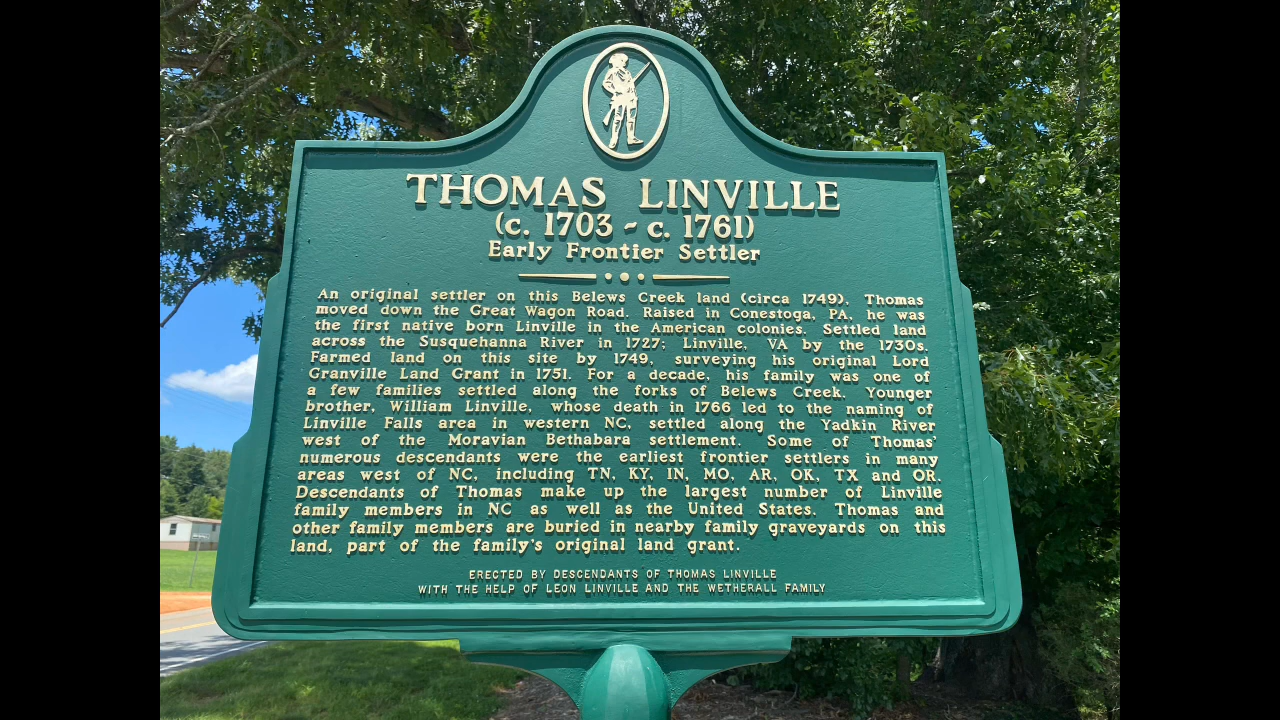 THOMAS LINVILLE
(c. 1703 ~ c. 1761)
Early Frontier Settler
An original settler on this Belews Creek land (circa 1749), Thomas
moved down the Great Wagon Road. Raised in Conestoga, PA, he was
the first native born Linville in the American colonies. Settled land
across the Susquehanna River in 1727; Linville, VA by the 1730s.
Farmed land on this site by 1749, surveying his original Lord
Granville Land Grant in 1751. For a decade, his family was one of
a few families settled along the forks of Belews Creek. Younger
brother, William Linville, whose death in 1766 led to the naming of
Linville Falls area in western NC, settled along the Yadkin River
west of the Moravian Bethabara settlement. Some of Thomas'
numerous descendants were the earliest frontier settlers in many
areas west of NC, including TN, KY, IN, MO, AR, OK, TX and OR.
Descendants of Thomas make up the largest number of Linville
family members in NC as well as the United States. Thomas and
other family members are buried in nearby family graveyards on this
land, part of the family's original land grant.
ERECTED BY DESCENDANTS OF THOMAS LINVILLE
WITH THE HELP OF LEON LINVILLE AND THE WETHERALL FAMILY